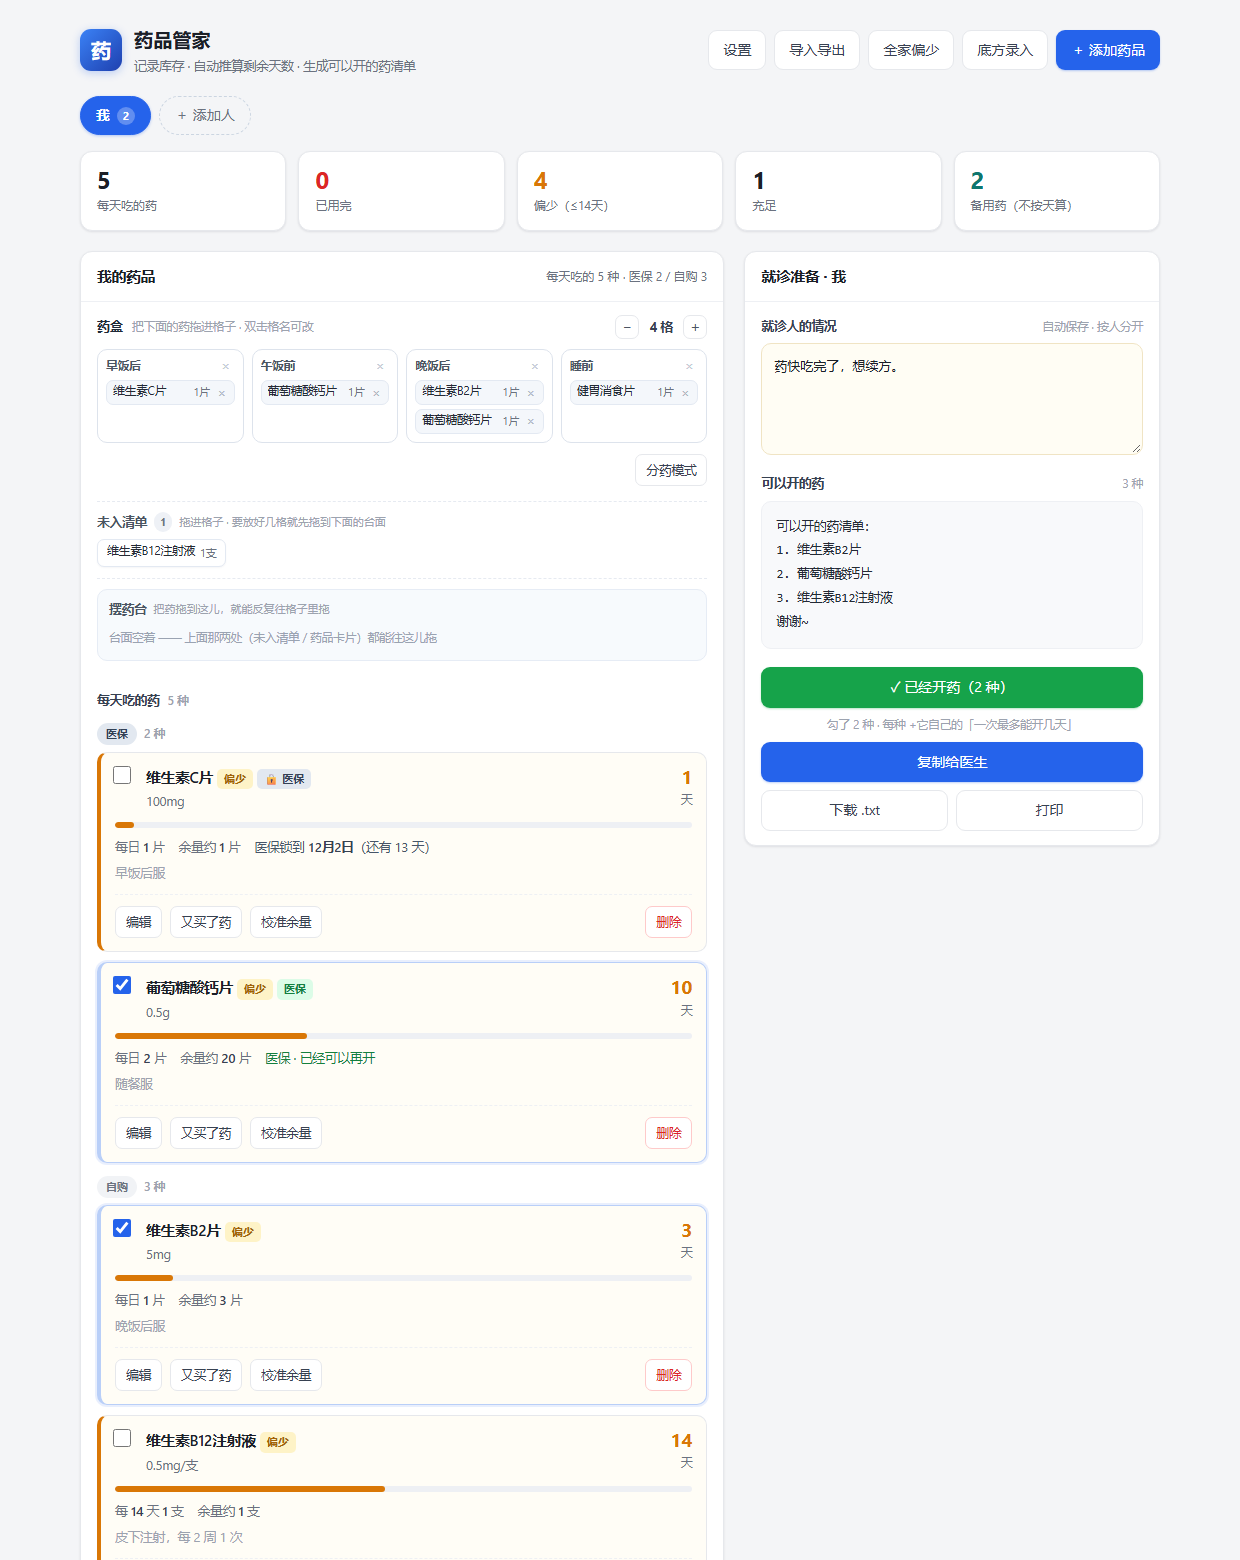 药
药品管家
记录库存 · 自动推算剩余天数 · 生成可以开的药清单
设置
导入导出
全家偏少
底方录入
+ 添加药品
我 2
+ 添加人
5
每天吃的药
0
已用完
4
偏少（≤14天）
1
充足
2
备用药（不按天算）
我的药品
每天吃的 5 种 · 医保 2 / 自购 3
药盒 把下面的药拖进格子 · 双击格名可改
− 4 格 +
早饭后 ×
维生素C片 1片 ×
午饭前 ×
葡萄糖酸钙片 1片 ×
晚饭后 ×
维生素B2片 1片 ×
葡萄糖酸钙片 1片 ×
睡前 ×
健胃消食片 1片 ×
分药模式
未入清单 1 拖进格子 · 要放好几格就先拖到下面的台面
维生素B12注射液 1支
摆药台 把药拖到这儿，就能反复往格子里拖
台面空着 —— 上面那两处（未入清单 / 药品卡片）都能往这儿拖
每天吃的药 5 种
医保 2 种
维生素C片 偏少 🔒 医保
100mg
1
天
每日 1 片 余量约 1 片 医保锁到 12月2日（还有 13 天）
早饭后服
编辑 又买了药 校准余量 删除
葡萄糖酸钙片 偏少 医保
0.5g
10
天
每日 2 片 余量约 20 片 医保 · 已经可以再开
随餐服
编辑 又买了药 校准余量 删除
自购 3 种
维生素B2片 偏少
5mg
3
天
每日 1 片 余量约 3 片
晚饭后服
编辑 又买了药 校准余量 删除
维生素B12注射液 偏少
0.5mg/支
14
天
每 14 天 1 支 余量约 1 支
皮下注射，每 2 周 1 次
就诊准备 · 我
就诊人的情况 自动保存 · 按人分开
药快吃完了，想续方。
可以开的药 3 种
可以开的药清单：
1. 维生素B2片
2. 葡萄糖酸钙片
3. 维生素B12注射液
谢谢~
✓ 已经开药（2 种）
勾了 2 种 · 每种 +它自己的「一次最多能开几天」
复制给医生
下载 .txt
打印